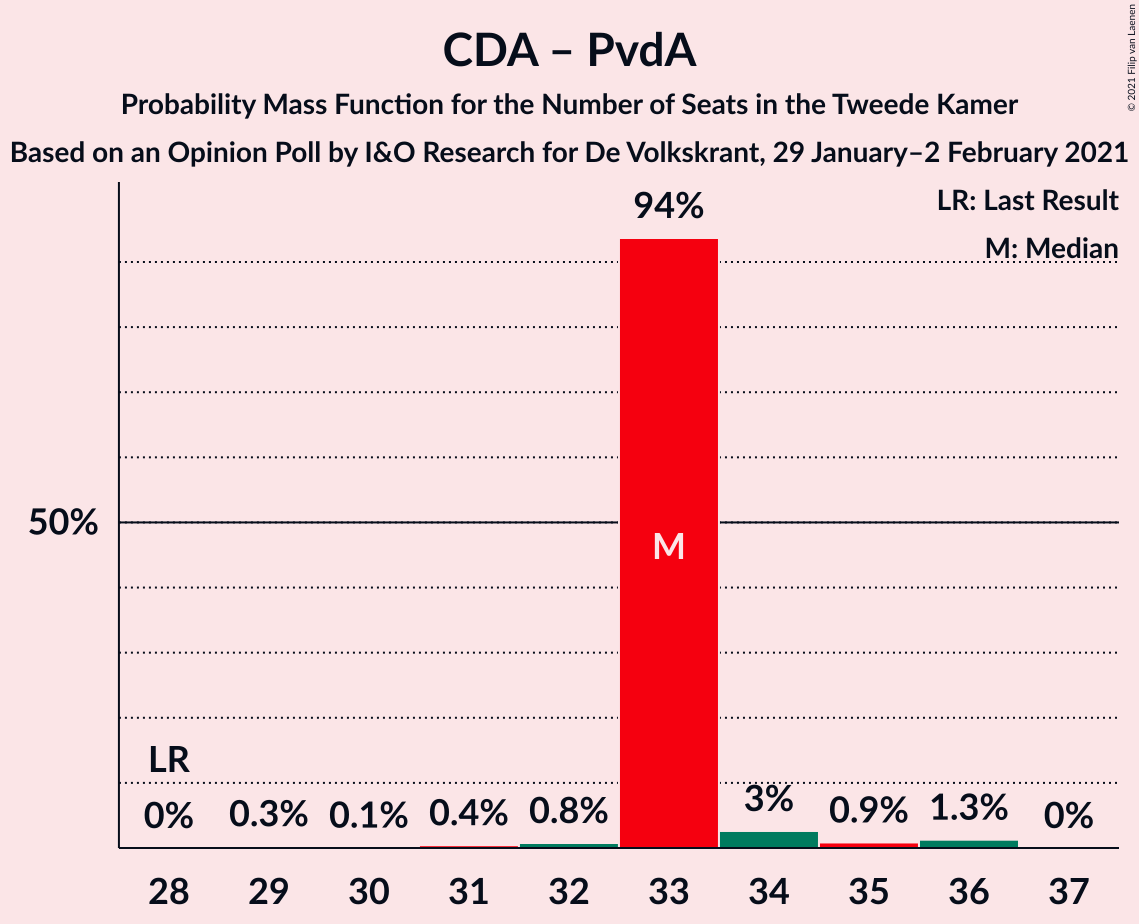 CDA – PvdA
Probability Mass Function for the Number of Seats in the Tweede Kamer
Based on an Opinion Poll by I&O Research for De Volkskrant, 29 January–2 February 2021
© 2021 Filip van Laenen
LR: Last Result
M: Median
94%
50%
M
LR
0% 0.3% 0.1% 0.4% 0.8% 3% 0.9% 1.3% 0%
28 29 30 31 32 33 34 35 36 37